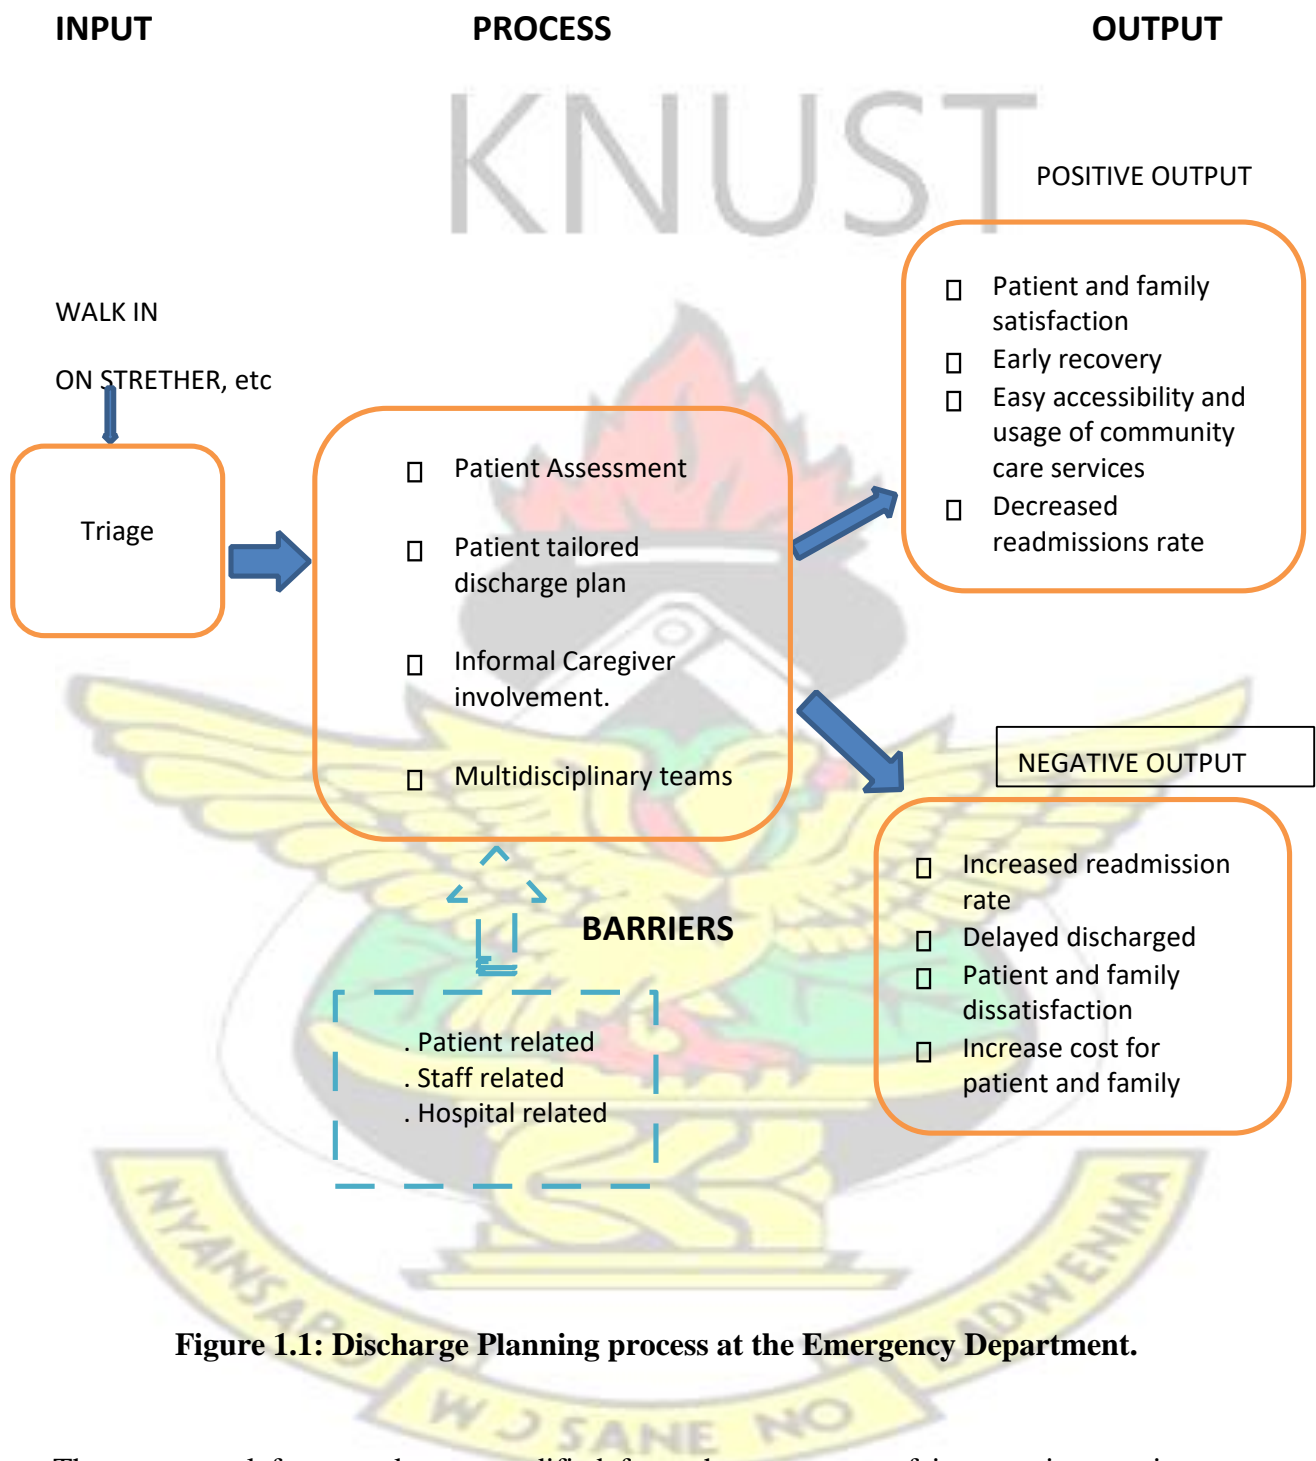 INPUT PROCESS OUTPUT
KNUST
POSITIVE OUTPUT
WALK IN
ON STRETHER, etc
Triage
Patient Assessment
Patient tailored
discharge plan
Informal Caregiver
involvement.
Multidisciplinary teams
Patient and family
satisfaction
Early recovery
Easy accessibility and
usage of community
care services
Decreased
readmissions rate
NEGATIVE OUTPUT
Increased readmission
rate
Delayed discharged
Patient and family
dissatisfaction
Increase cost for
patient and family
BARRIERS
. Patient related
. Staff related
. Hospital related
NYANSAPO
W J SANE NO
BADWENMA
Figure 1.1: Discharge Planning process at the Emergency Department.